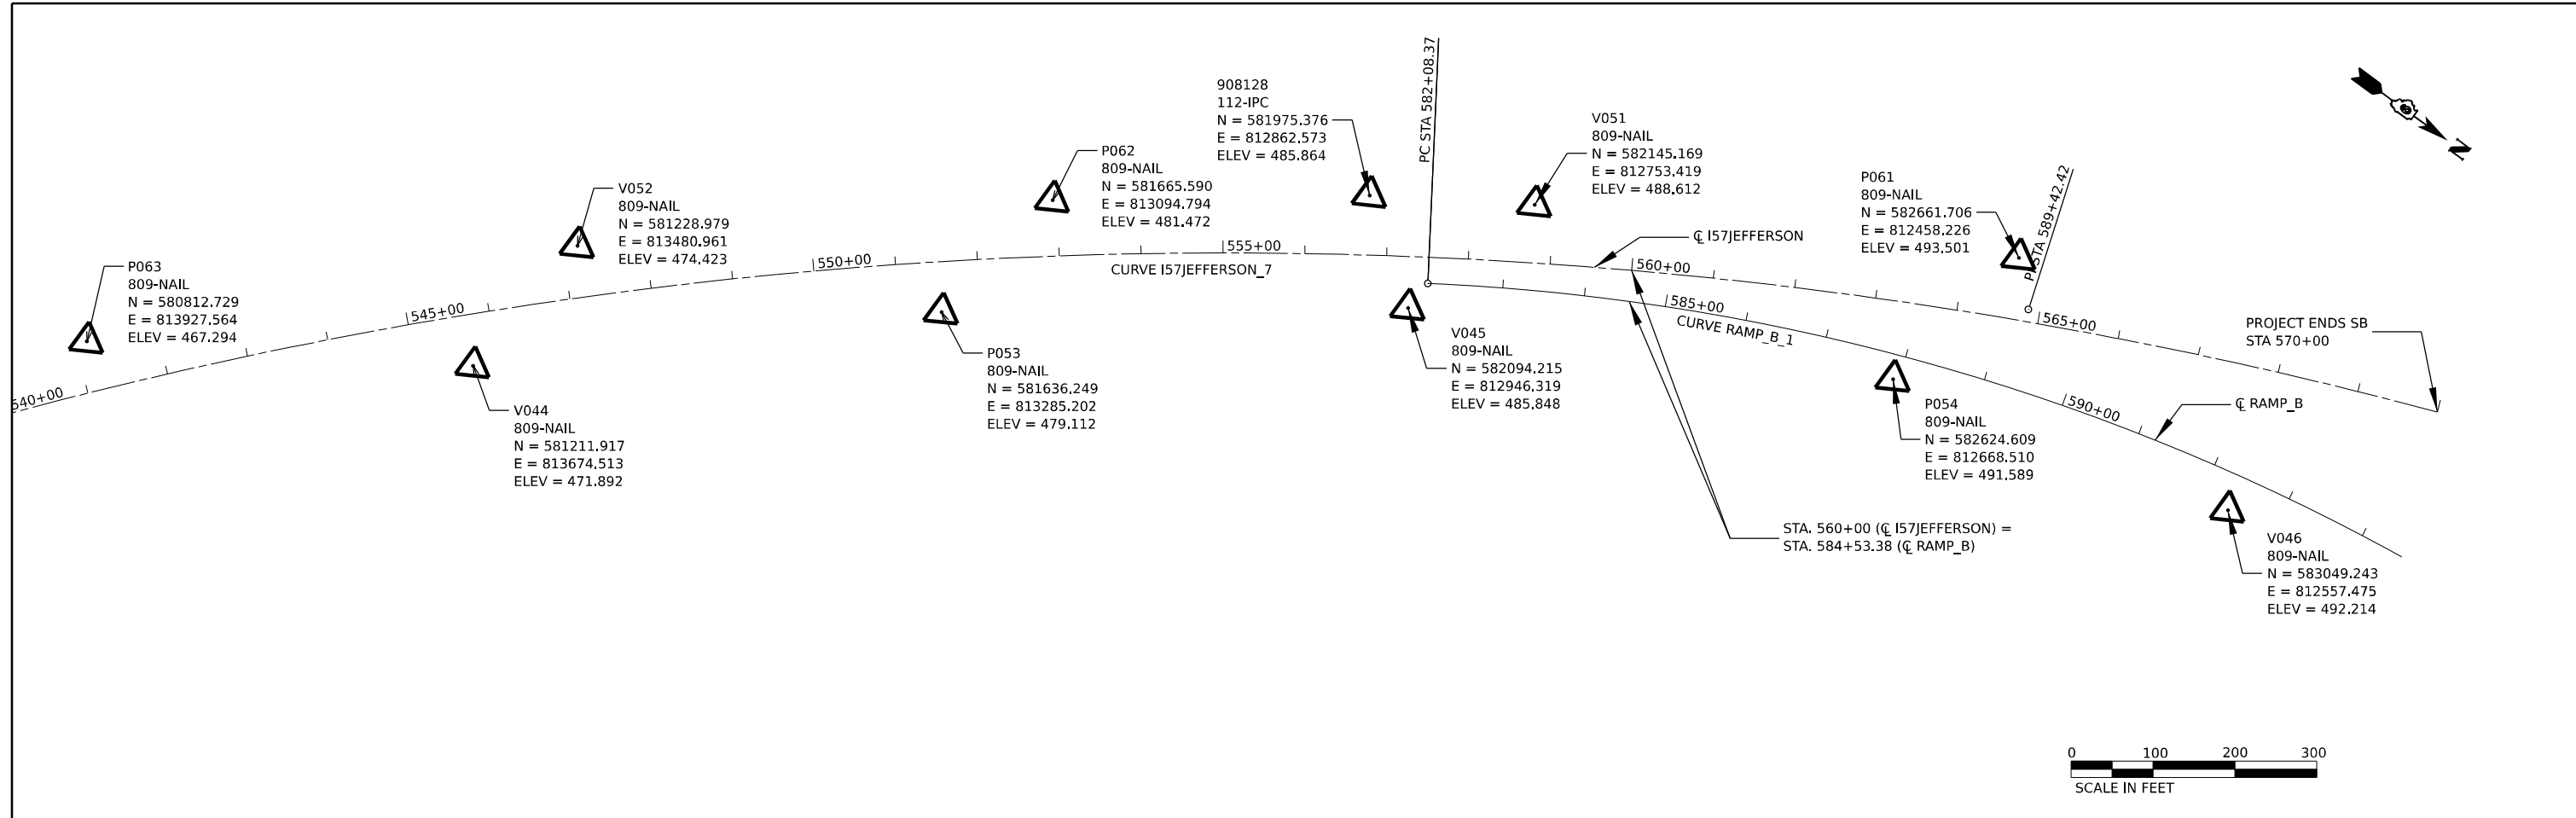 PC STA 582+08.37
908128
112-IPC
N = 581975.376
E = 812862.573
ELEV = 485.864
V051
809-NAIL
N = 582145.169
E = 812753.419
ELEV = 488.612
P062
809-NAIL
N = 581665.590
E = 813094.794
ELEV = 481.472
P061
809-NAIL
N = 582661.706
E = 812458.226
ELEV = 493.501
STA 589+42.42
N
V052
809-NAIL
N = 581228.979
E = 813480.961
ELEV = 474.423
P063
809-NAIL
N = 580812.729
E = 813927.564
ELEV = 467.294
540+00
545+00
550+00
555+00
560+00
565+00
CURVE I57JEFFERSON_7
℄ I57JEFFERSON
585+00
CURVE RAMP_B_1
590+00
PROJECT ENDS SB
STA 570+00
℄ RAMP_B
V044
809-NAIL
N = 581211.917
E = 813674.513
ELEV = 471.892
P053
809-NAIL
N = 581636.249
E = 813285.202
ELEV = 479.112
V045
809-NAIL
N = 582094.215
E = 812946.319
ELEV = 485.848
P054
809-NAIL
N = 582624.609
E = 812668.510
ELEV = 491.589
STA. 560+00 (℄ I57JEFFERSON) =
STA. 584+53.38 (℄ RAMP_B)
V046
809-NAIL
N = 583049.243
E = 812557.475
ELEV = 492.214
0 100 200 300
SCALE IN FEET